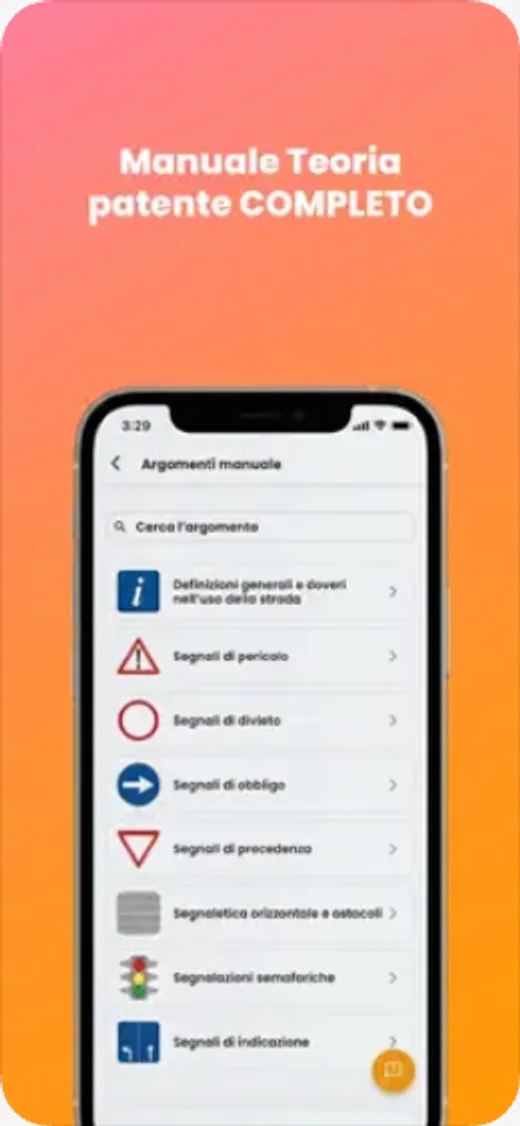 Manuale Teoria
patente COMPLETO
3:29
Argomenti manuale
Cerca l'argomento
Definizioni generali e doveri
nell'uso della strada
Segnali di pericolo
Segnali di divieto
Segnali di obbligo
Segnali di precedenza
Segnaletica orizzontale e ostacoli
Segnalazioni semaforiche
Segnali di indicazione